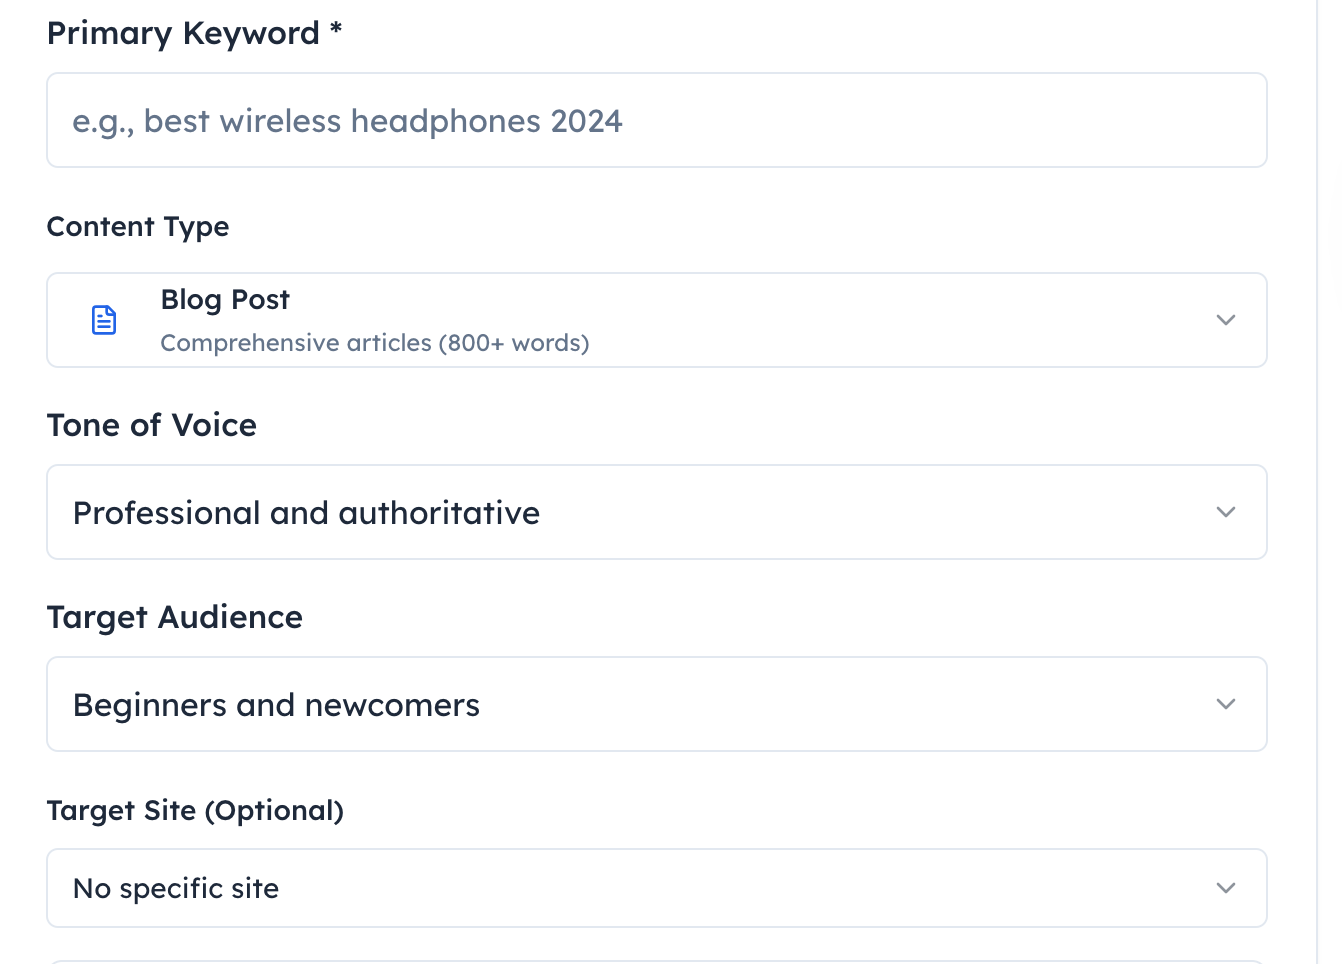 Primary Keyword *
e.g., best wireless headphones 2024
Content Type
Blog Post
Comprehensive articles (800+ words)
Tone of Voice
Professional and authoritative
Target Audience
Beginners and newcomers
Target Site (Optional)
No specific site